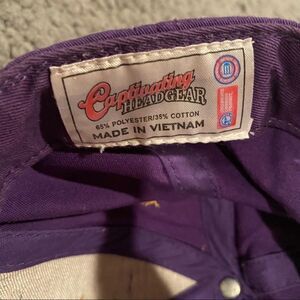 Captivating
HEADGEAR
65% POLYESTER/35% COTTON
MADE IN VIETNAM